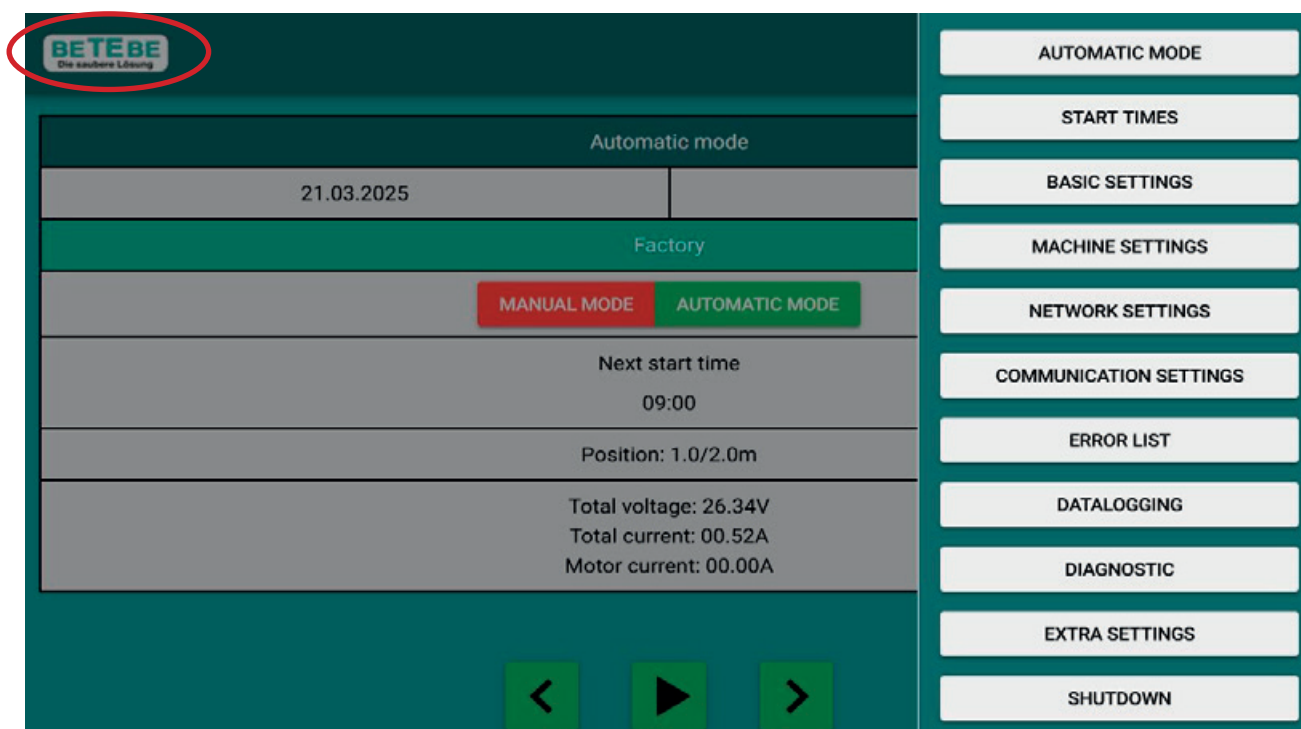 BETEBE
Die saubere Lösung
Automatic mode
21.03.2025
Factory
MANUAL MODE
AUTOMATIC MODE
Next start time
09:00
Position: 1.0/2.0m
Total voltage: 26.34V
Total current: 00.52A
Motor current: 00.00A
AUTOMATIC MODE
START TIMES
BASIC SETTINGS
MACHINE SETTINGS
NETWORK SETTINGS
COMMUNICATION SETTINGS
ERROR LIST
DATALOGGING
DIAGNOSTIC
EXTRA SETTINGS
SHUTDOWN